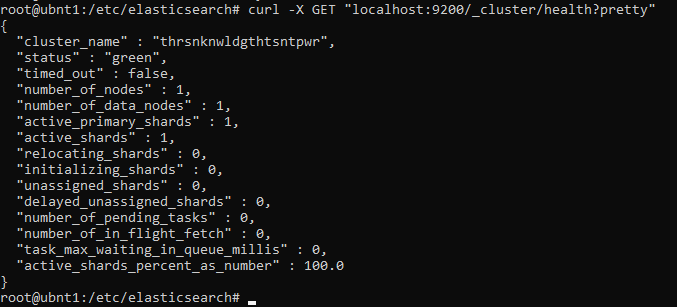 root@ubnt1:/etc/elasticsearch# curl -X GET "localhost:9200/_cluster/health?pretty"
{
  "cluster_name" : "thrsnknwldgthtsntpwr",
  "status" : "green",
  "timed_out" : false,
  "number_of_nodes" : 1,
  "number_of_data_nodes" : 1,
  "active_primary_shards" : 1,
  "active_shards" : 1,
  "relocating_shards" : 0,
  "initializing_shards" : 0,
  "unassigned_shards" : 0,
  "delayed_unassigned_shards" : 0,
  "number_of_pending_tasks" : 0,
  "number_of_in_flight_fetch" : 0,
  "task_max_waiting_in_queue_millis" : 0,
  "active_shards_percent_as_number" : 100.0
}
root@ubnt1:/etc/elasticsearch#